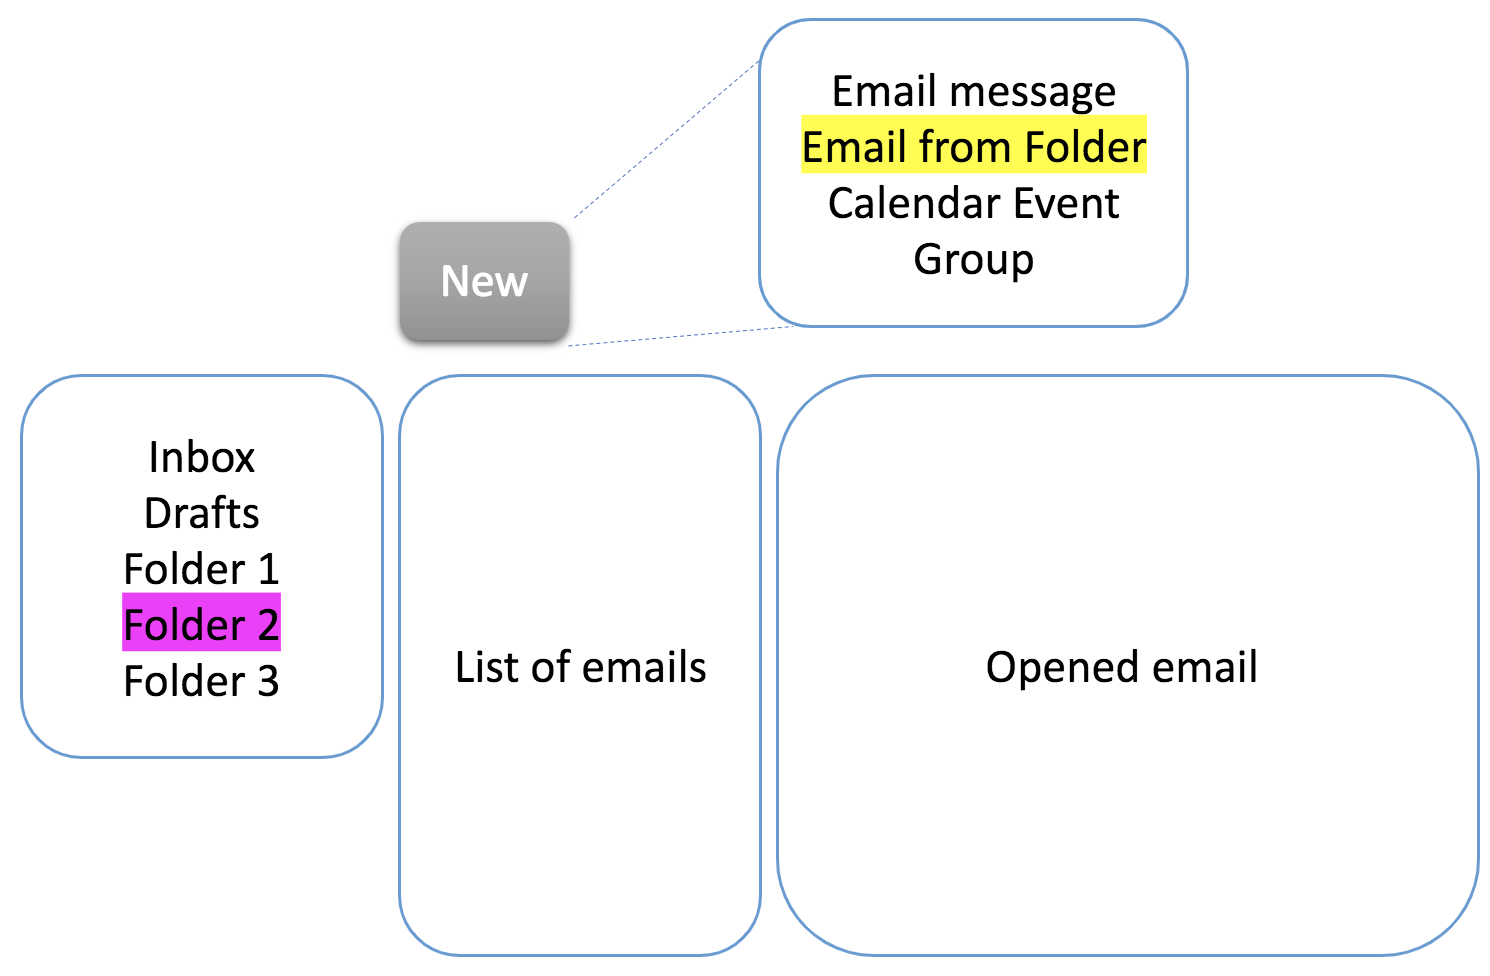 Email message
Email from Folder
Calendar Event
Group
New
Inbox
Drafts
Folder 1
Folder 2
Folder 3
List of emails
Opened email